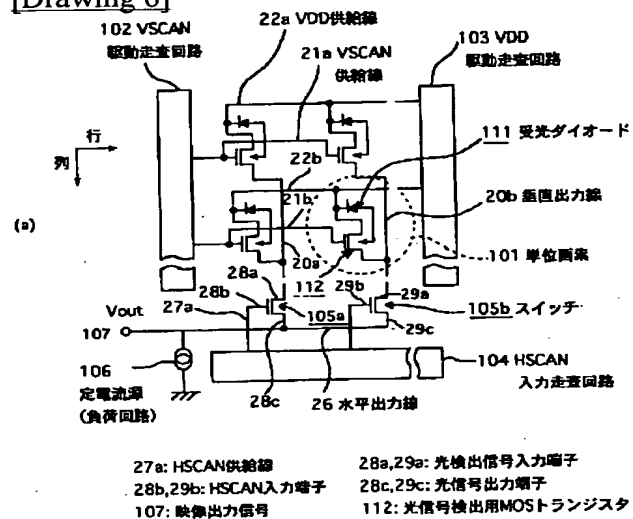 [Drawing 6]
102 VSCAN
駆動走査回路
22a VDD供給線
21a VSCAN
供給線
103 VDD
駆動走査回路
行
列
22b
111 受光ダイオード
21b
20b 垂直出力線
(a)
101 単位画素
20a
28a
112
29b
29a
28b
27a
Vout
105a
105b スイッチ
107
29c
106
定電流源
(負荷回路)
28c
26 水平出力線
104 HSCAN
入力走査回路
27a: HSCAN供給線
28a,29a: 光検出信号入力端子
28b,29b: HSCAN入力端子
28c,29c: 光信号出力端子
107: 映像出力信号
112: 光信号検出用MOSトランジスタ